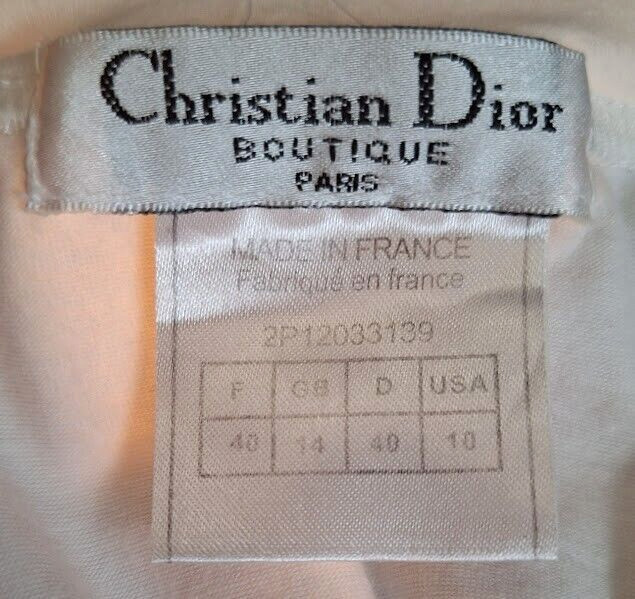 Christian Dior
BOUTIQUE
PARIS
MADE IN FRANCE
Fabriqué en france
2P12033139
F GB D USA
40 14 40 10